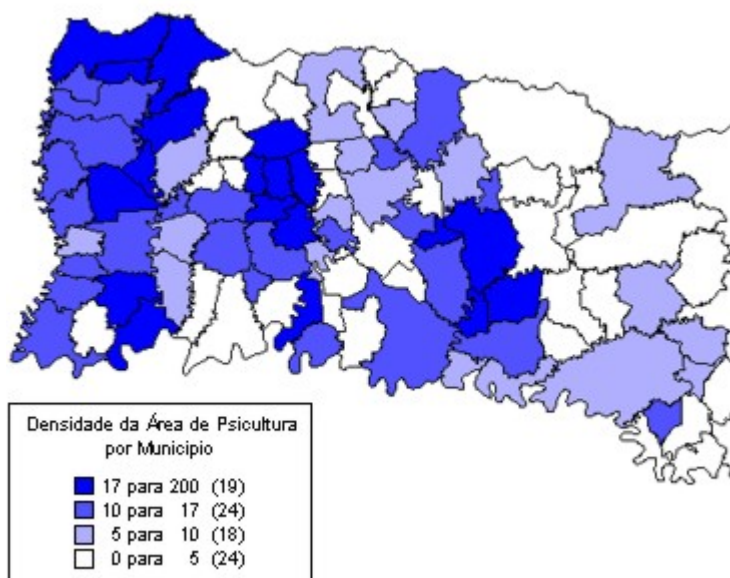 Densidade da Área de Psicultura
por Município
17 para 200 (19)
10 para 17 (24)
5 para 10 (18)
0 para 5 (24)